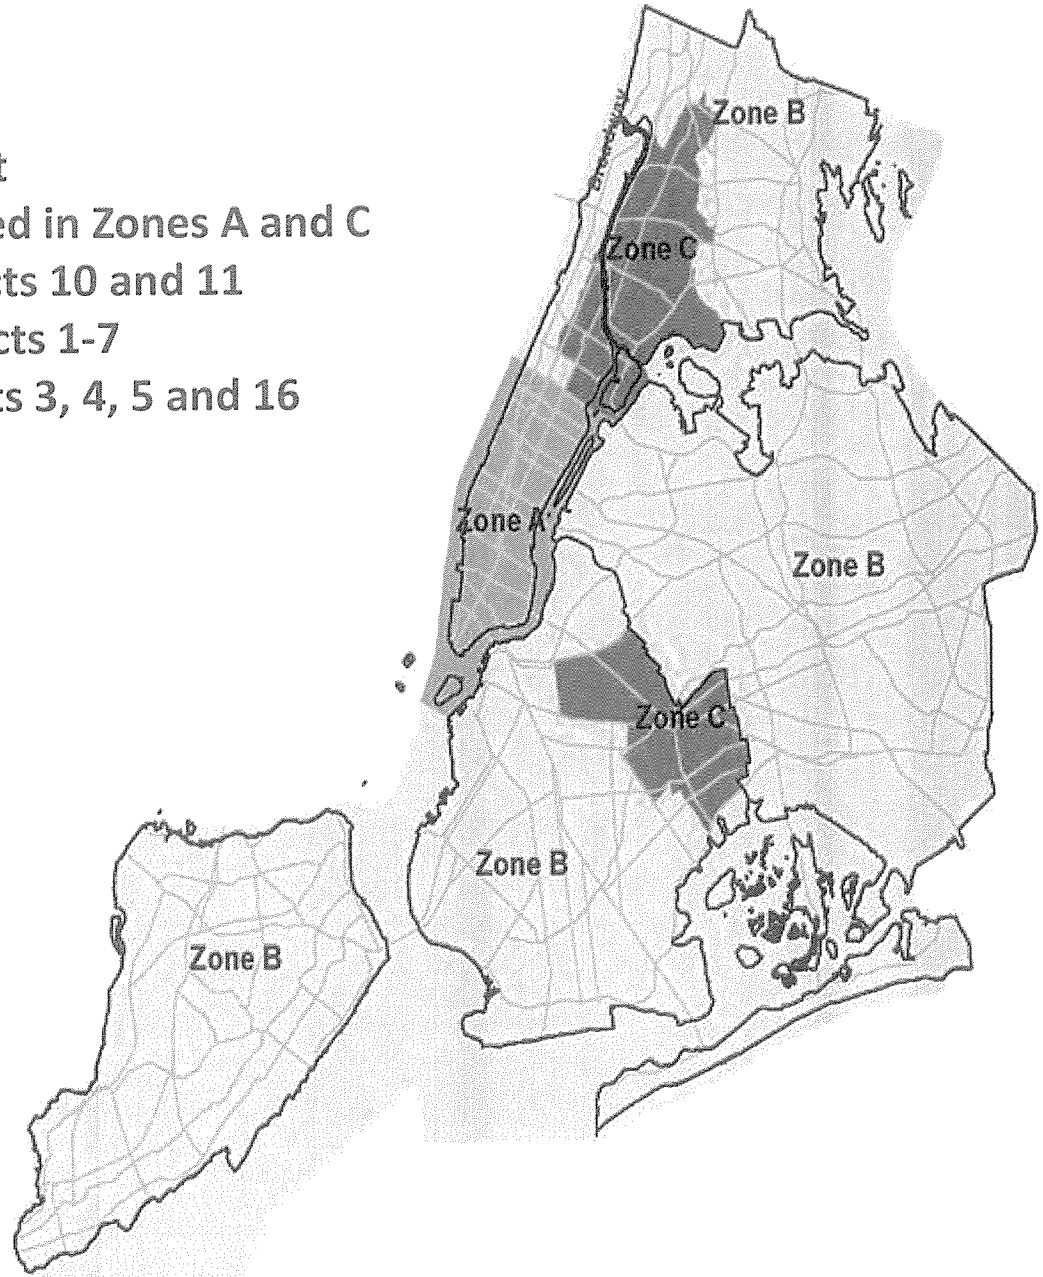 t
ed in Zones A and C
cts 10 and 11
cts 1-7
ts 3, 4, 5 and 16
Zone B
Zone C
Zone A
Zone B
Zone C
Zone B
Zone B